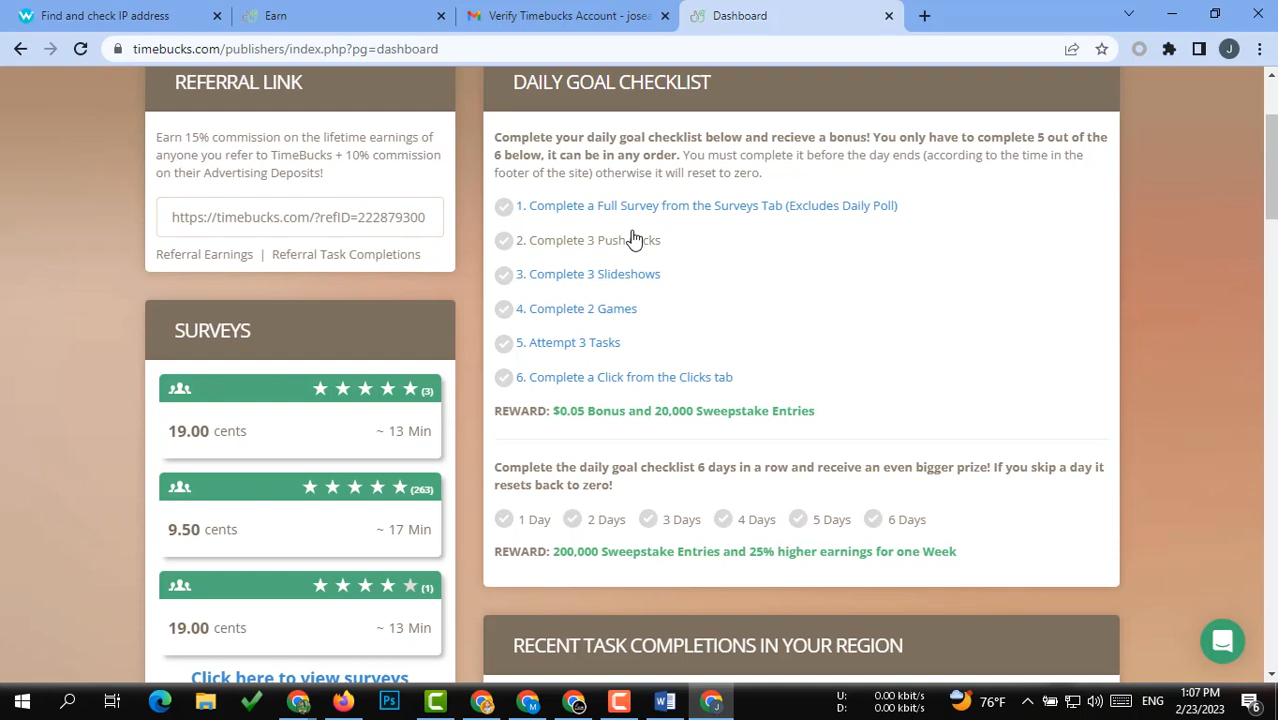 Find and check IP address
Earn
Verify Timebucks Account - josea
Dashboard
timebucks.com/publishers/index.php?pg=dashboard
J
REFERRAL LINK
Earn 15% commission on the lifetime earnings of
anyone you refer to TimeBucks + 10% commission
on their Advertising Deposits!
https://timebucks.com/?refID=222879300
Referral Earnings | Referral Task Completions
SURVEYS
(3)
19.00 cents ~ 13 Min
(263)
9.50 cents ~ 17 Min
(1)
19.00 cents ~ 13 Min
Click here to view surveys
DAILY GOAL CHECKLIST
Complete your daily goal checklist below and recieve a bonus! You only have to complete 5 out of the
6 below, it can be in any order. You must complete it before the day ends (according to the time in the
footer of the site) otherwise it will reset to zero.
1. Complete a Full Survey from the Surveys Tab (Excludes Daily Poll)
2. Complete 3
3. Complete 3 Slideshows
4. Complete 2 Games
5. Attempt 3 Tasks
6. Complete a Click from the Clicks tab
REWARD: $0.05 Bonus and 20,000 Sweepstake Entries
Complete the daily goal checklist 6 days in a row and receive an even bigger prize! If you skip a day it
resets back to zero!
1 Day 2 Days 3 Days 4 Days 5 Days 6 Days
REWARD: 200,000 Sweepstake Entries and 25% higher earnings for one Week
RECENT TASK COMPLETIONS IN YOUR REGION
Ps
U: 0.00 kbit/s
D: 0.00 kbit/s
76°F
ENG
1:07 PM
2/23/2023
6